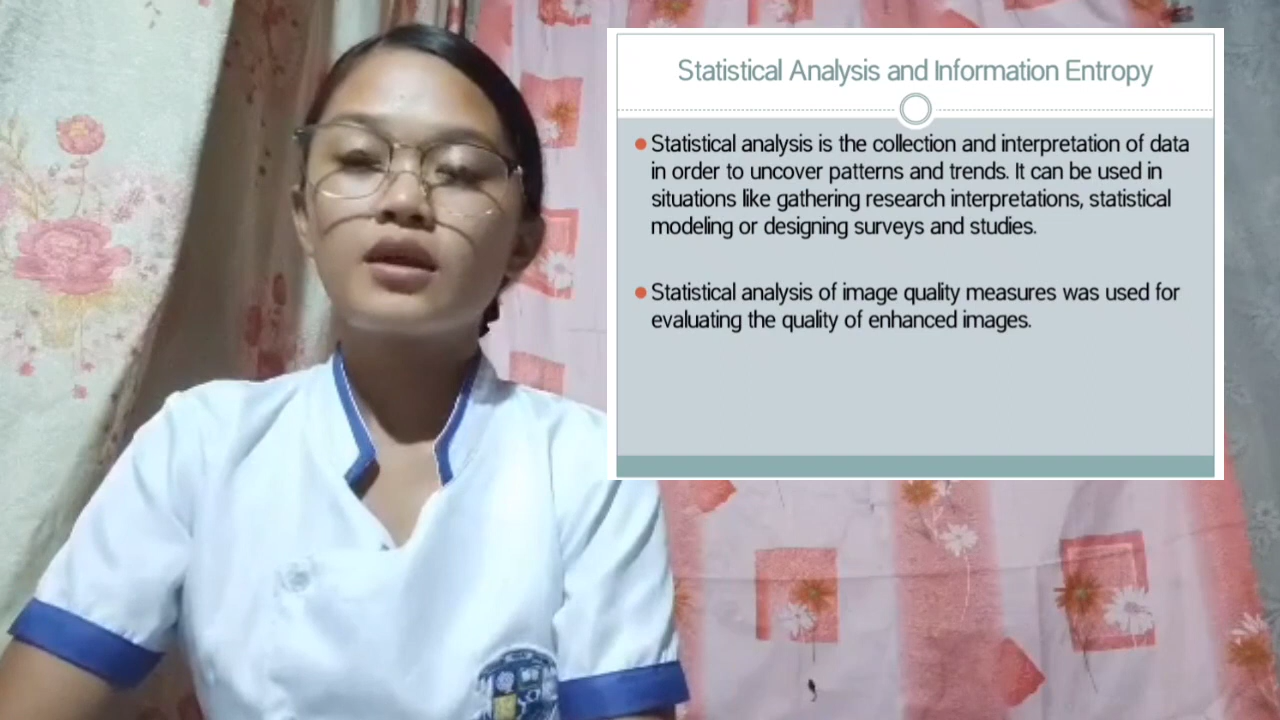 Statistical Analysis and Information Entropy
Statistical analysis is the collection and interpretation of data
in order to uncover patterns and trends. It can be used in
situations like gathering research interpretations, statistical
modeling or designing surveys and studies.
Statistical analysis of image quality measures was used for
evaluating the quality of enhanced images.